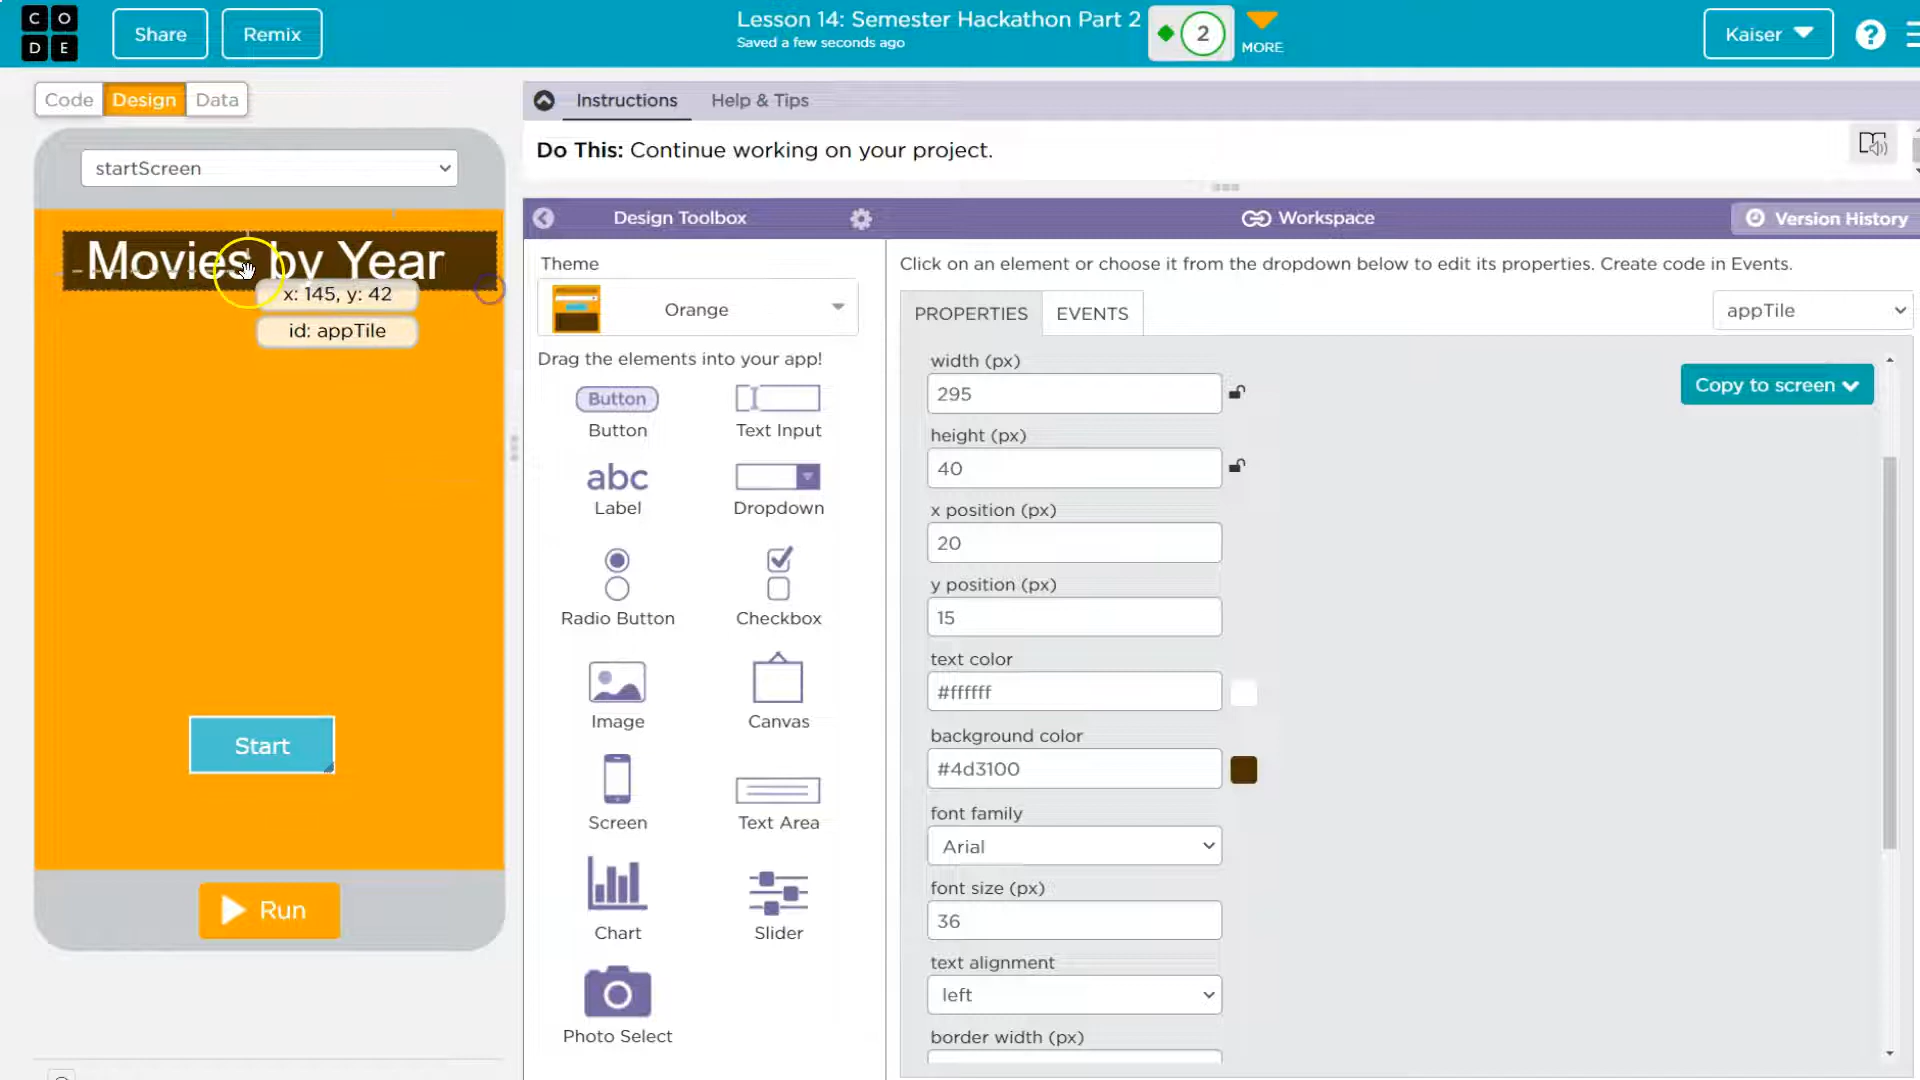 CO
DE
Share
Remix
Lesson 14: Semester Hackathon Part 2
Saved a few seconds ago
2
MORE
Kaiser
?
Code
Design
Data
startScreen
Movies by Year
x: 145, y: 42
id: appTile
Start
Run
Instructions
Help & Tips
Do This: Continue working on your project.
Design Toolbox
Workspace
Version History
Theme
Orange
Drag the elements into your app!
Button
Button
Text Input
abc
Label
Dropdown
Radio Button
Checkbox
Image
Canvas
Screen
Text Area
Chart
Slider
Photo Select
Click on an element or choose it from the dropdown below to edit its properties. Create code in Events.
PROPERTIES
EVENTS
appTile
Copy to screen
width (px)
295
height (px)
40
x position (px)
20
y position (px)
15
text color
#ffffff
background color
#4d3100
font family
Arial
font size (px)
36
text alignment
left
border width (px)